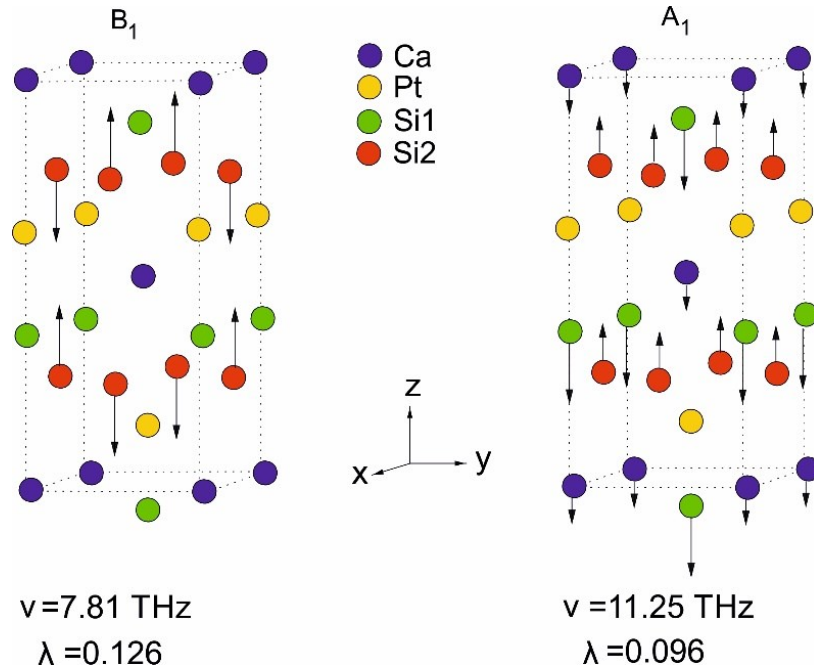 B₁
A₁
Ca
Pt
Si1
Si2
z
x
y
ν =7.81 THz
λ =0.126
ν =11.25 THz
λ =0.096